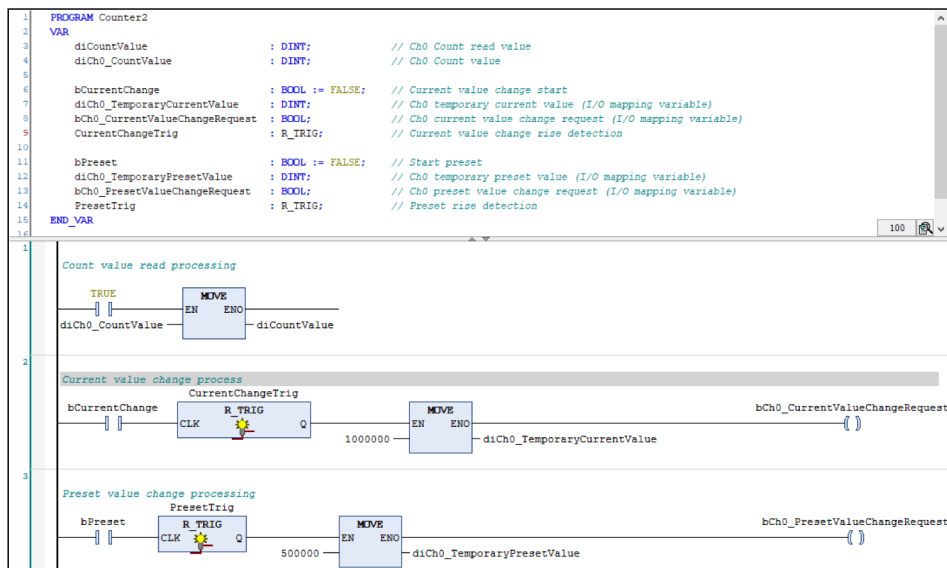 1 PROGRAM Counter2
2 VAR
3 diCountValue : DINT; // Ch0 Count read value
4 diCh0_CountValue : DINT; // Ch0 Count value
5
6 bCurrentChange : BOOL := FALSE; // Current value change start
7 diCh0_TemporaryCurrentValue : DINT; // Ch0 temporary current value (I/O mapping variable)
8 bCh0_CurrentValueChangeRequest : BOOL; // Ch0 current value change request (I/O mapping variable)
9 CurrentChangeTrig : R_TRIG; // Current value change rise detection
10
11 bPreset : BOOL := FALSE; // Start preset
12 diCh0_TemporaryPresetValue : DINT; // Ch0 temporary preset value (I/O mapping variable)
13 bCh0_PresetValueChangeRequest : BOOL; // Ch0 preset value change request (I/O mapping variable)
14 PresetTrig : R_TRIG; // Preset rise detection
15 END_VAR
16
100
1
Count value read processing
TRUE
MOVE
EN ENO
diCh0_CountValue diCountValue
2
Current value change process
CurrentChangeTrig
bCurrentChange R_TRIG MOVE bCh0_CurrentValueChangeRequest
CLK Q EN ENO
1000000 diCh0_TemporaryCurrentValue
3
Preset value change processing
PresetTrig
bPreset R_TRIG MOVE bCh0_PresetValueChangeRequest
CLK Q EN ENO
500000 diCh0_TemporaryPresetValue